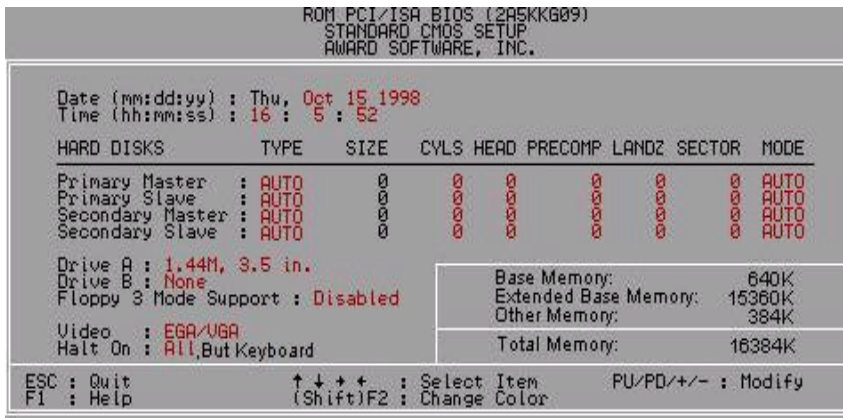 ROM PCI/ISA BIOS (2A5KKG09)
STANDARD CMOS SETUP
AWARD SOFTWARE, INC.
Date (mm:dd:yy) : Thu, Oct 15 1998
Time (hh:mm:ss) : 16 : 5 : 52
HARD DISKS TYPE SIZE CYLS HEAD PRECOMP LANDZ SECTOR MODE
Primary Master : AUTO 0 0 0 0 0 0 AUTO
Primary Slave : AUTO 0 0 0 0 0 0 AUTO
Secondary Master : AUTO 0 0 0 0 0 0 AUTO
Secondary Slave : AUTO 0 0 0 0 0 0 AUTO
Drive A : 1.44M, 3.5 in.
Drive B : None
Floppy 3 Mode Support : Disabled
Video : EGA/VGA
Halt On : All,But Keyboard
Base Memory: 640K
Extended Base Memory: 15360K
Other Memory: 384K
Total Memory: 16384K
ESC : Quit ↑ ↓ → ← : Select Item PU/PD/+/- : Modify
F1 : Help (Shift)F2 : Change Color